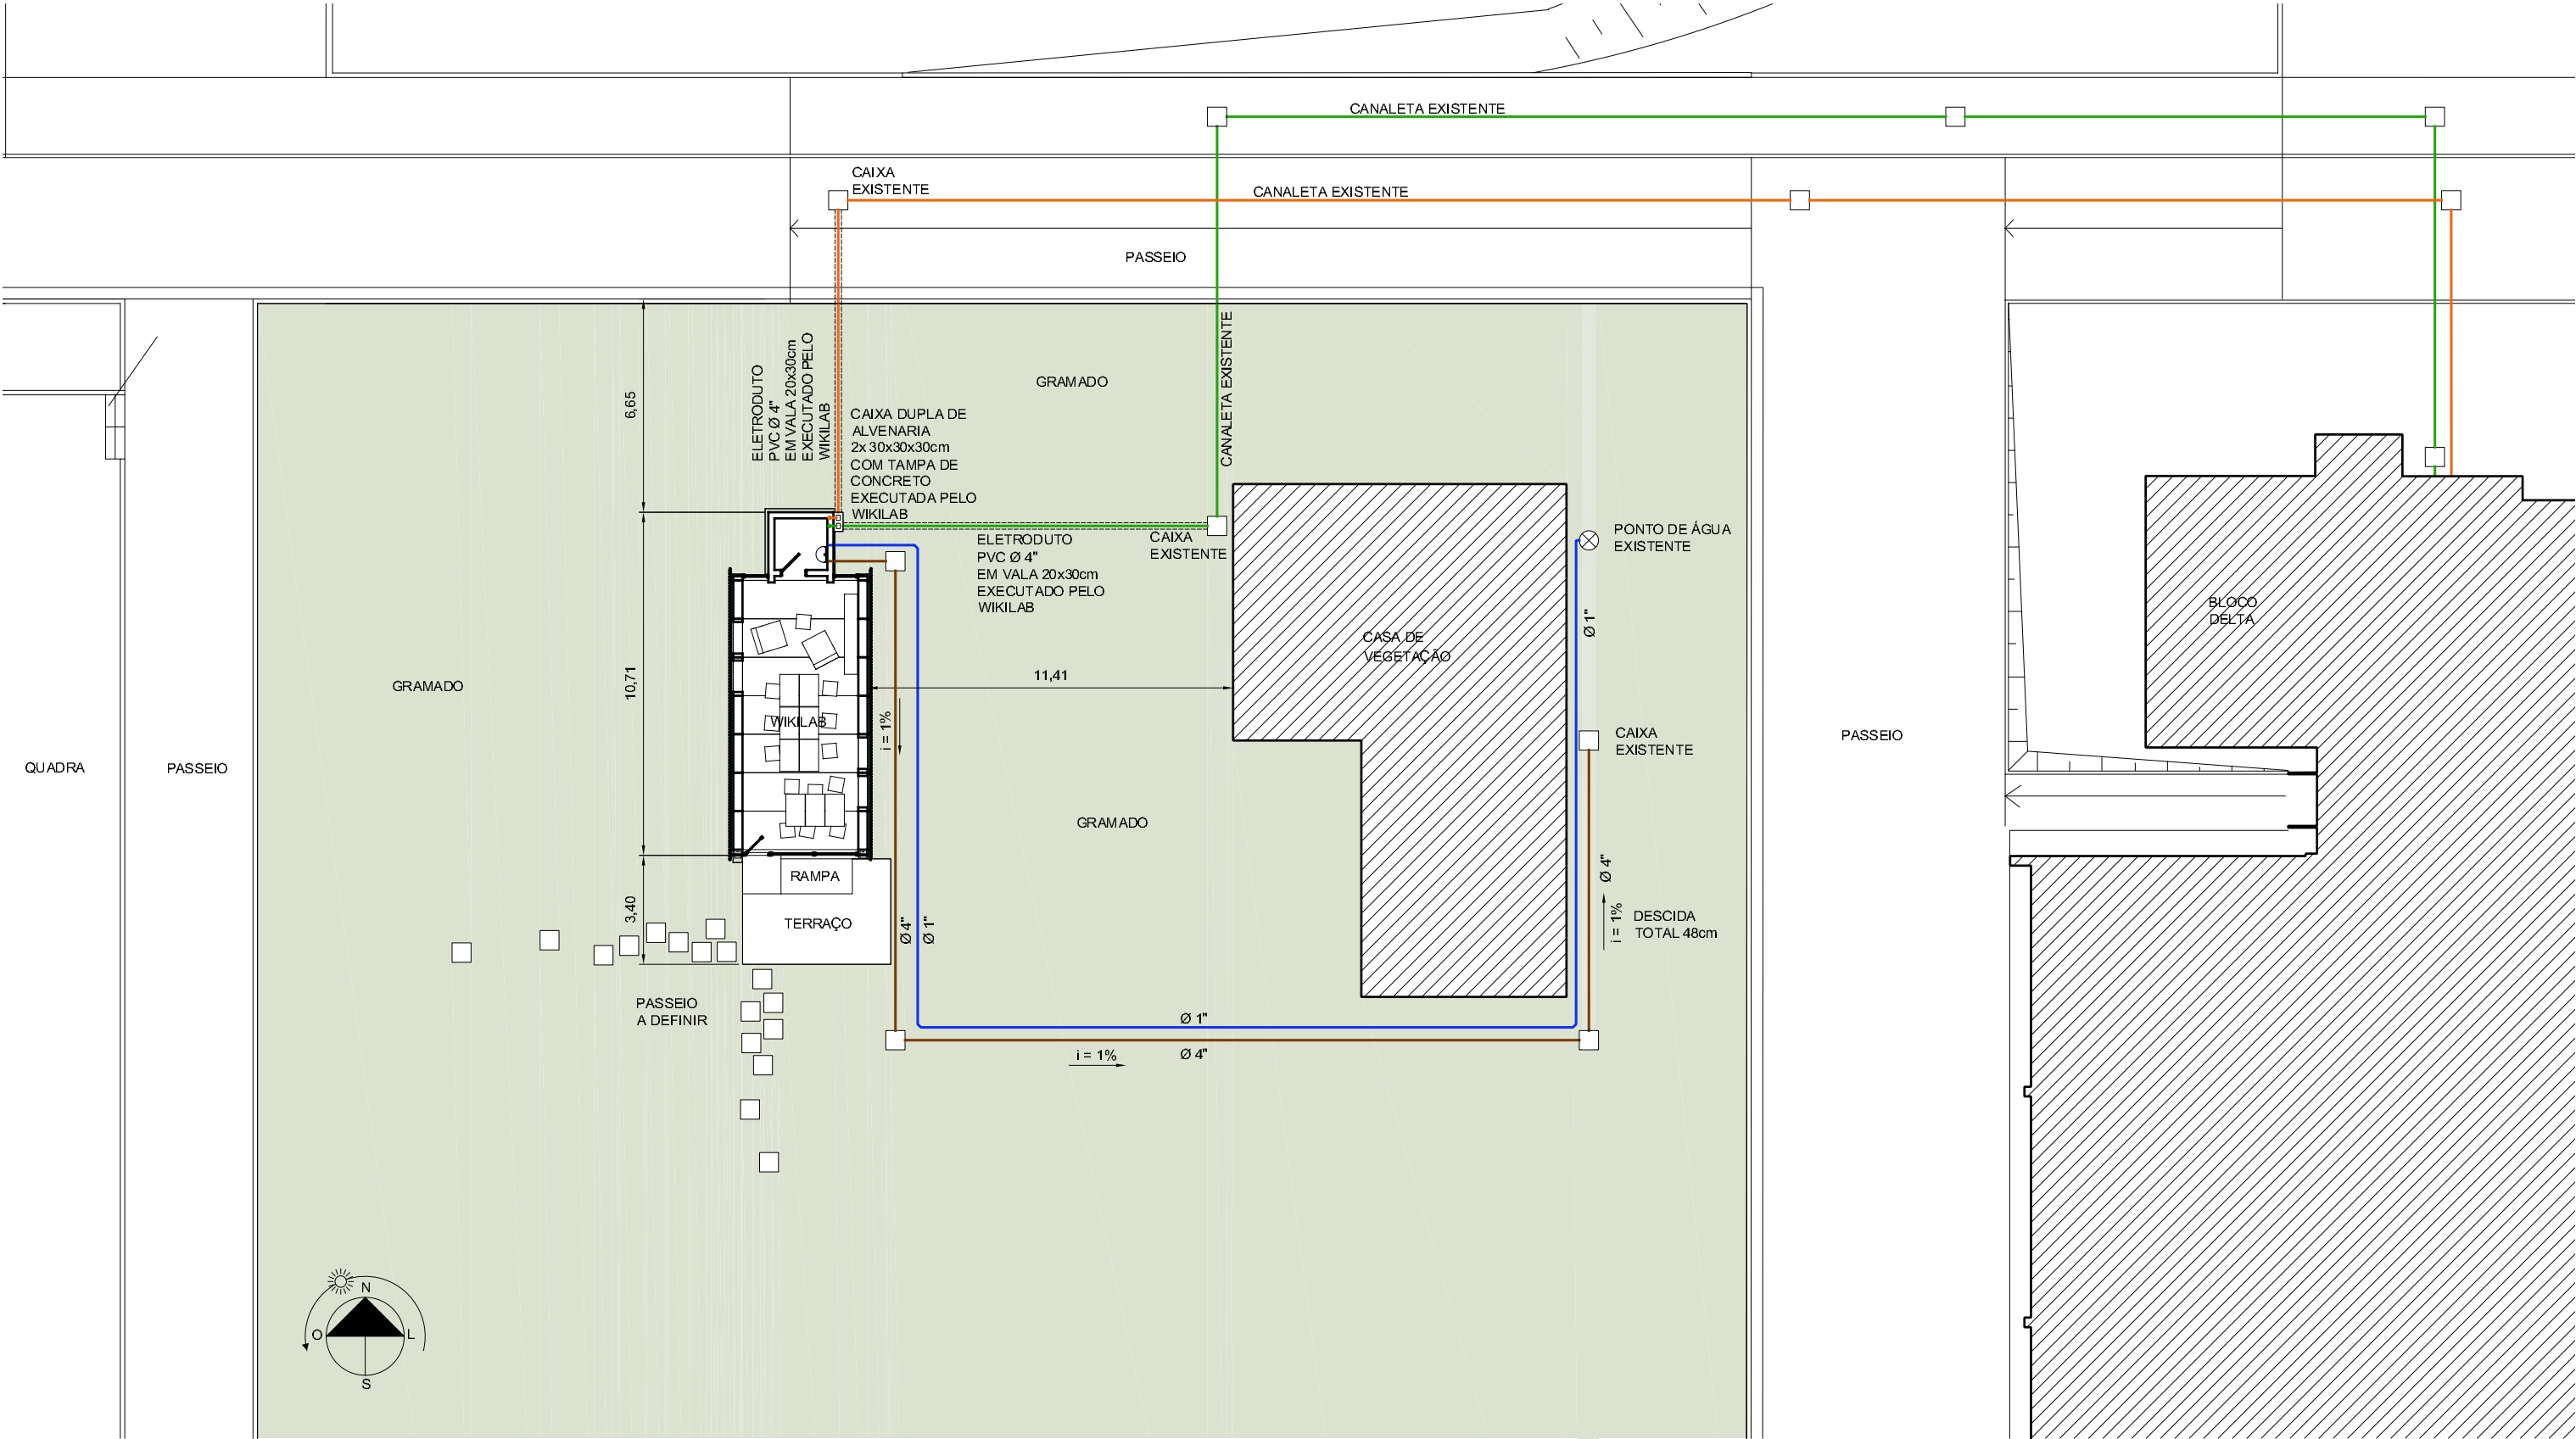 CANALETA EXISTENTE
CAIXA
EXISTENTE
CANALETA EXISTENTE
PASSEIO
6,65
ELETRODUTO
PVC Ø 4"
EM VALA 20x30cm
EXECUTADO PELO
WIKILAB
CAIXA DUPLA DE
ALVENARIA
2x 30x30x30cm
COM TAMPA DE
CONCRETO
EXECUTADA PELO
WIKILAB
GRAMADO
CANALETA EXISTENTE
ELETRODUTO
PVC Ø 4"
EM VALA 20x30cm
EXECUTADO PELO
WIKILAB
CAIXA
EXISTENTE
PONTO DE ÁGUA
EXISTENTE
Ø 1"
BLOCO
DELTA
CASA DE
VEGETAÇÃO
GRAMADO
10,71
11,41
WIKILAB
i = 1%
CAIXA
EXISTENTE
PASSEIO
QUADRA
PASSEIO
GRAMADO
RAMPA
TERRAÇO
3,40
Ø 4"
Ø 1"
Ø 4"
i = 1%
DESCIDA
TOTAL 48cm
PASSEIO
A DEFINIR
Ø 1"
i = 1%
Ø 4"
N
O
L
S